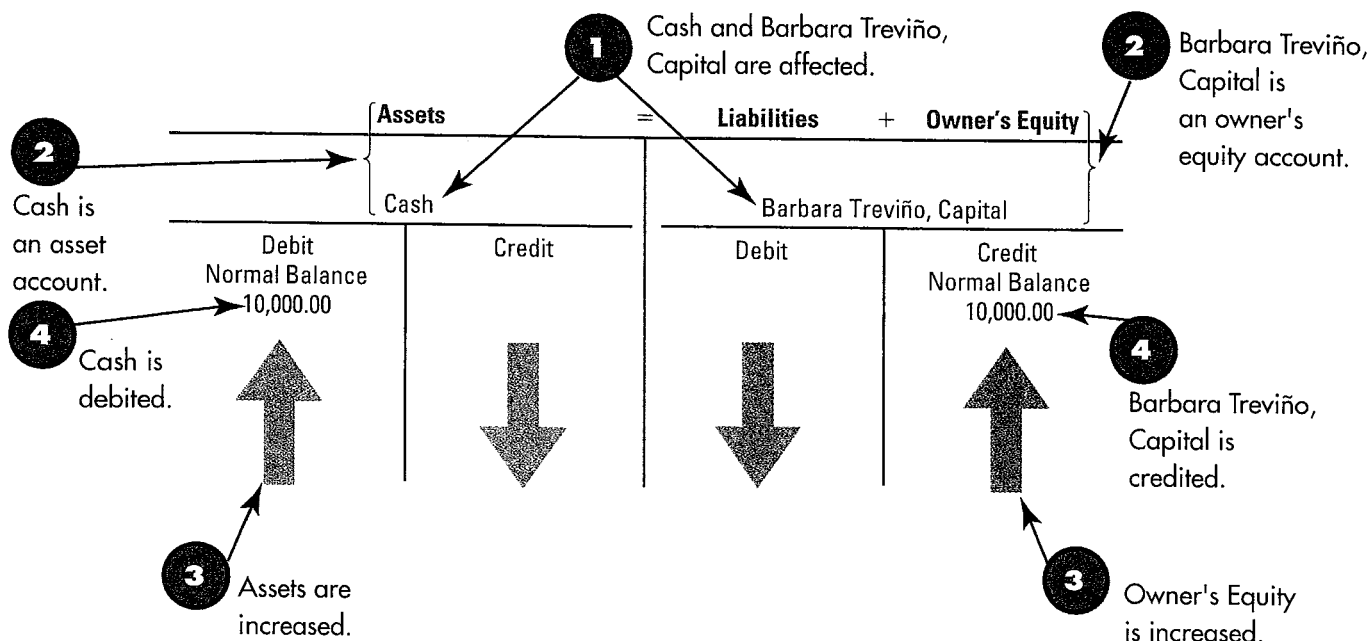 1
Cash and Barbara Treviño,
Capital are affected.
2
Barbara Treviño,
Capital is
an owner's
equity account.
Assets = Liabilities + Owner's Equity
2
Cash is
an asset
account.
Cash
Barbara Treviño, Capital
Debit
Normal Balance
10,000.00
Credit
Debit
Credit
Normal Balance
10,000.00
4
Cash is
debited.
4
Barbara Treviño,
Capital is
credited.
3
Assets are
increased.
3
Owner's Equity
is increased.